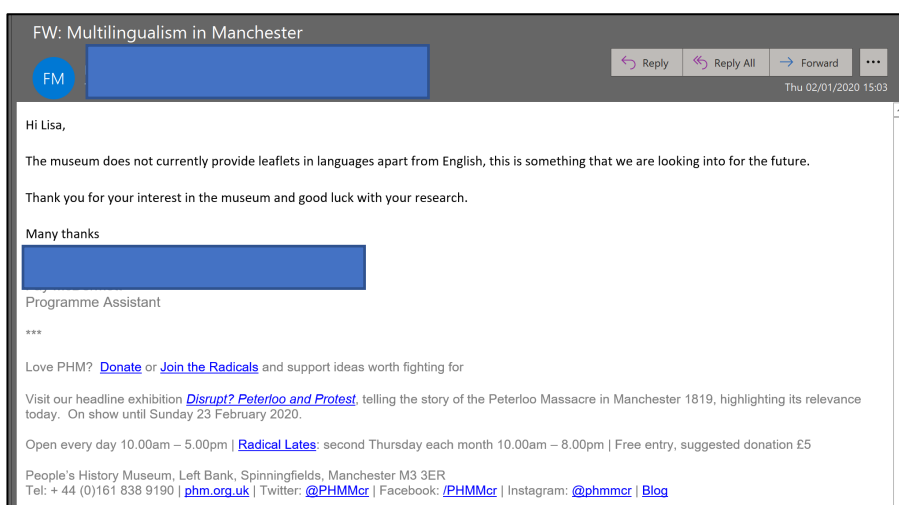 FW: Multilingualism in Manchester
FM
Reply
Reply All
Forward
Thu 02/01/2020 15:03
Hi Lisa,
The museum does not currently provide leaflets in languages apart from English, this is something that we are looking into for the future.
Thank you for your interest in the museum and good luck with your research.
Many thanks
Programme Assistant
***
Love PHM? Donate or Join the Radicals and support ideas worth fighting for
Visit our headline exhibition Disrupt? Peterloo and Protest, telling the story of the Peterloo Massacre in Manchester 1819, highlighting its relevance
today. On show until Sunday 23 February 2020.
Open every day 10.00am – 5.00pm | Radical Lates: second Thursday each month 10.00am – 8.00pm | Free entry, suggested donation £5
People's History Museum, Left Bank, Spinningfields, Manchester M3 3ER
Tel: + 44 (0)161 838 9190 | phm.org.uk | Twitter: @PHMMcr | Facebook: /PHMMcr | Instagram: @phmmcr | Blog